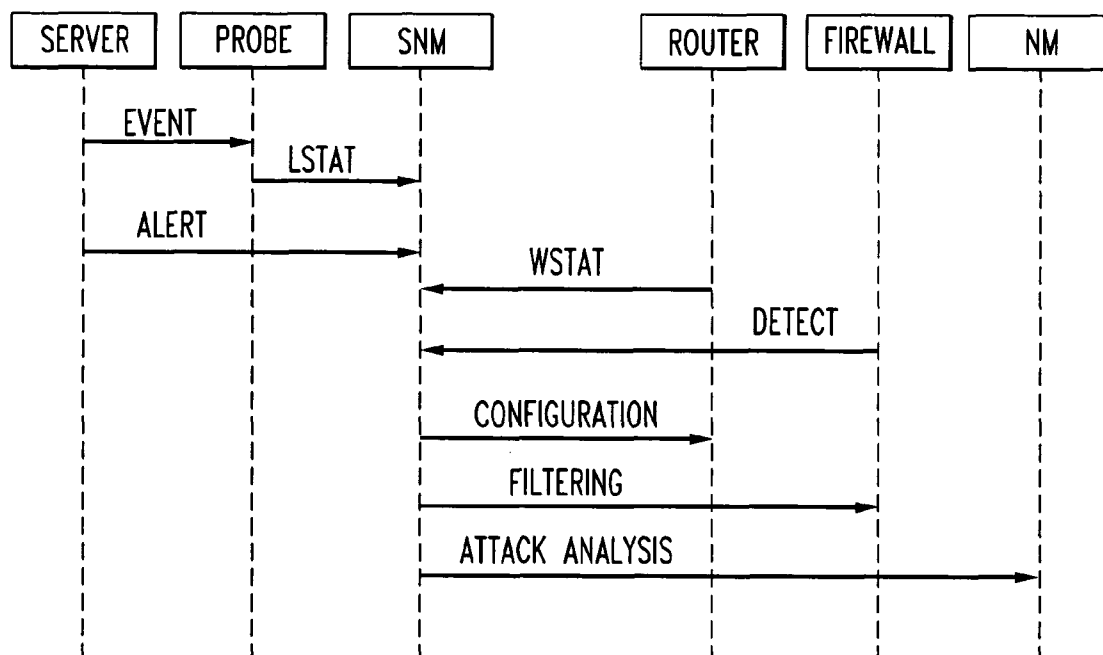 SERVER PROBE SNM ROUTER FIREWALL NM
EVENT
LSTAT
ALERT
WSTAT
DETECT
CONFIGURATION
FILTERING
ATTACK ANALYSIS